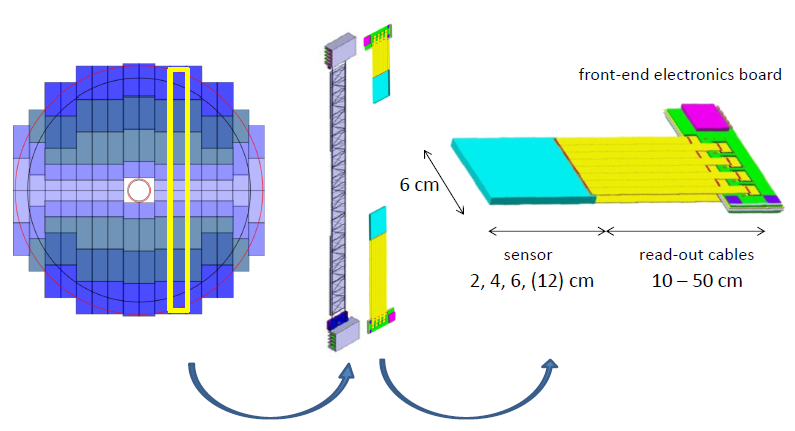 front-end electronics board
6 cm
sensor
read-out cables
2, 4, 6, (12) cm
10 – 50 cm